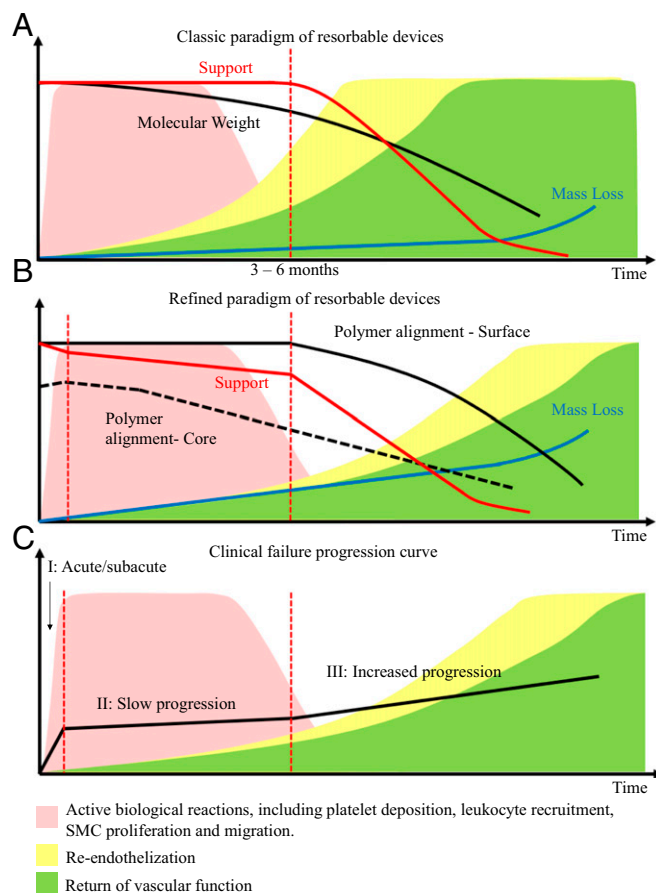 A
Classic paradigm of resorbable devices
Support
Molecular Weight
Mass Loss
3 – 6 months
Time
B
Refined paradigm of resorbable devices
Polymer alignment - Surface
Support
Mass Loss
Polymer
alignment- Core
Time
C
Clinical failure progression curve
I: Acute/subacute
III: Increased progression
II: Slow progression
Time
Active biological reactions, including platelet deposition, leukocyte recruitment,
SMC proliferation and migration.
Re-endothelization
Return of vascular function